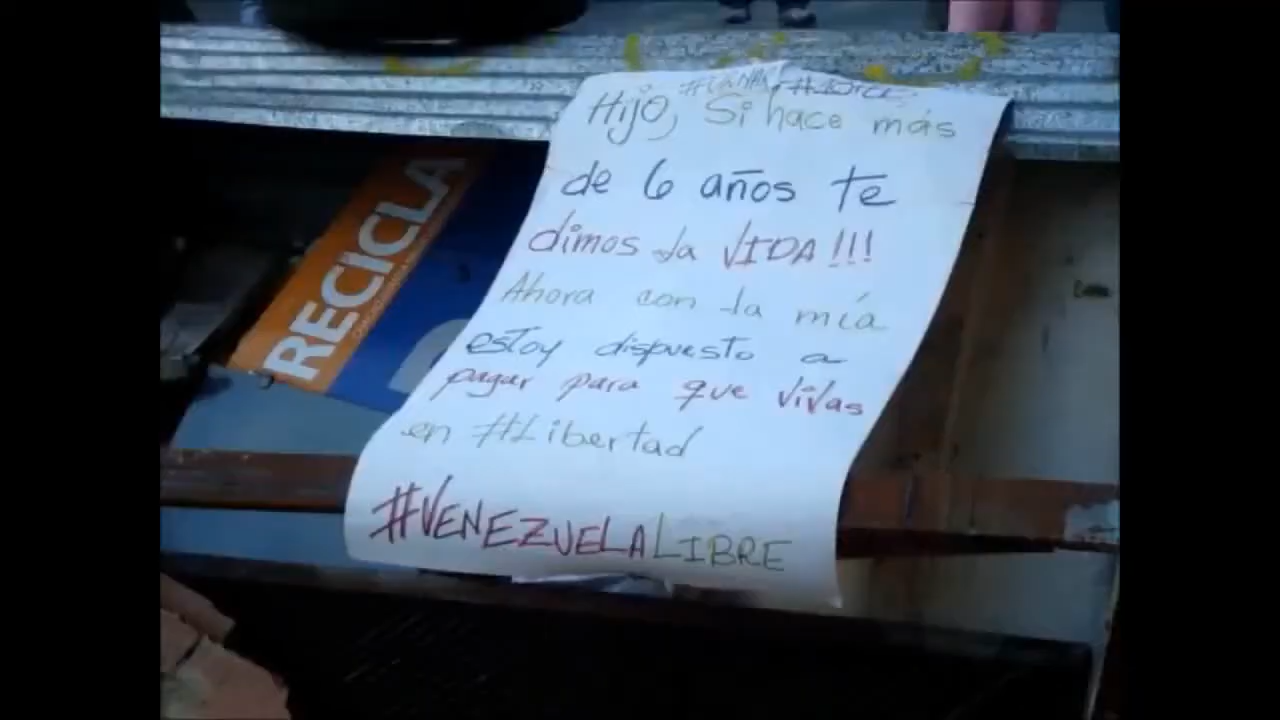 Hijo, Si hace más
de 6 años te
dimos la VIDA!!!
Ahora con la mía
estoy dispuesto a
pagar para que ViVas
en #Libertad
#VENEZUELALIBRE
RECICLA